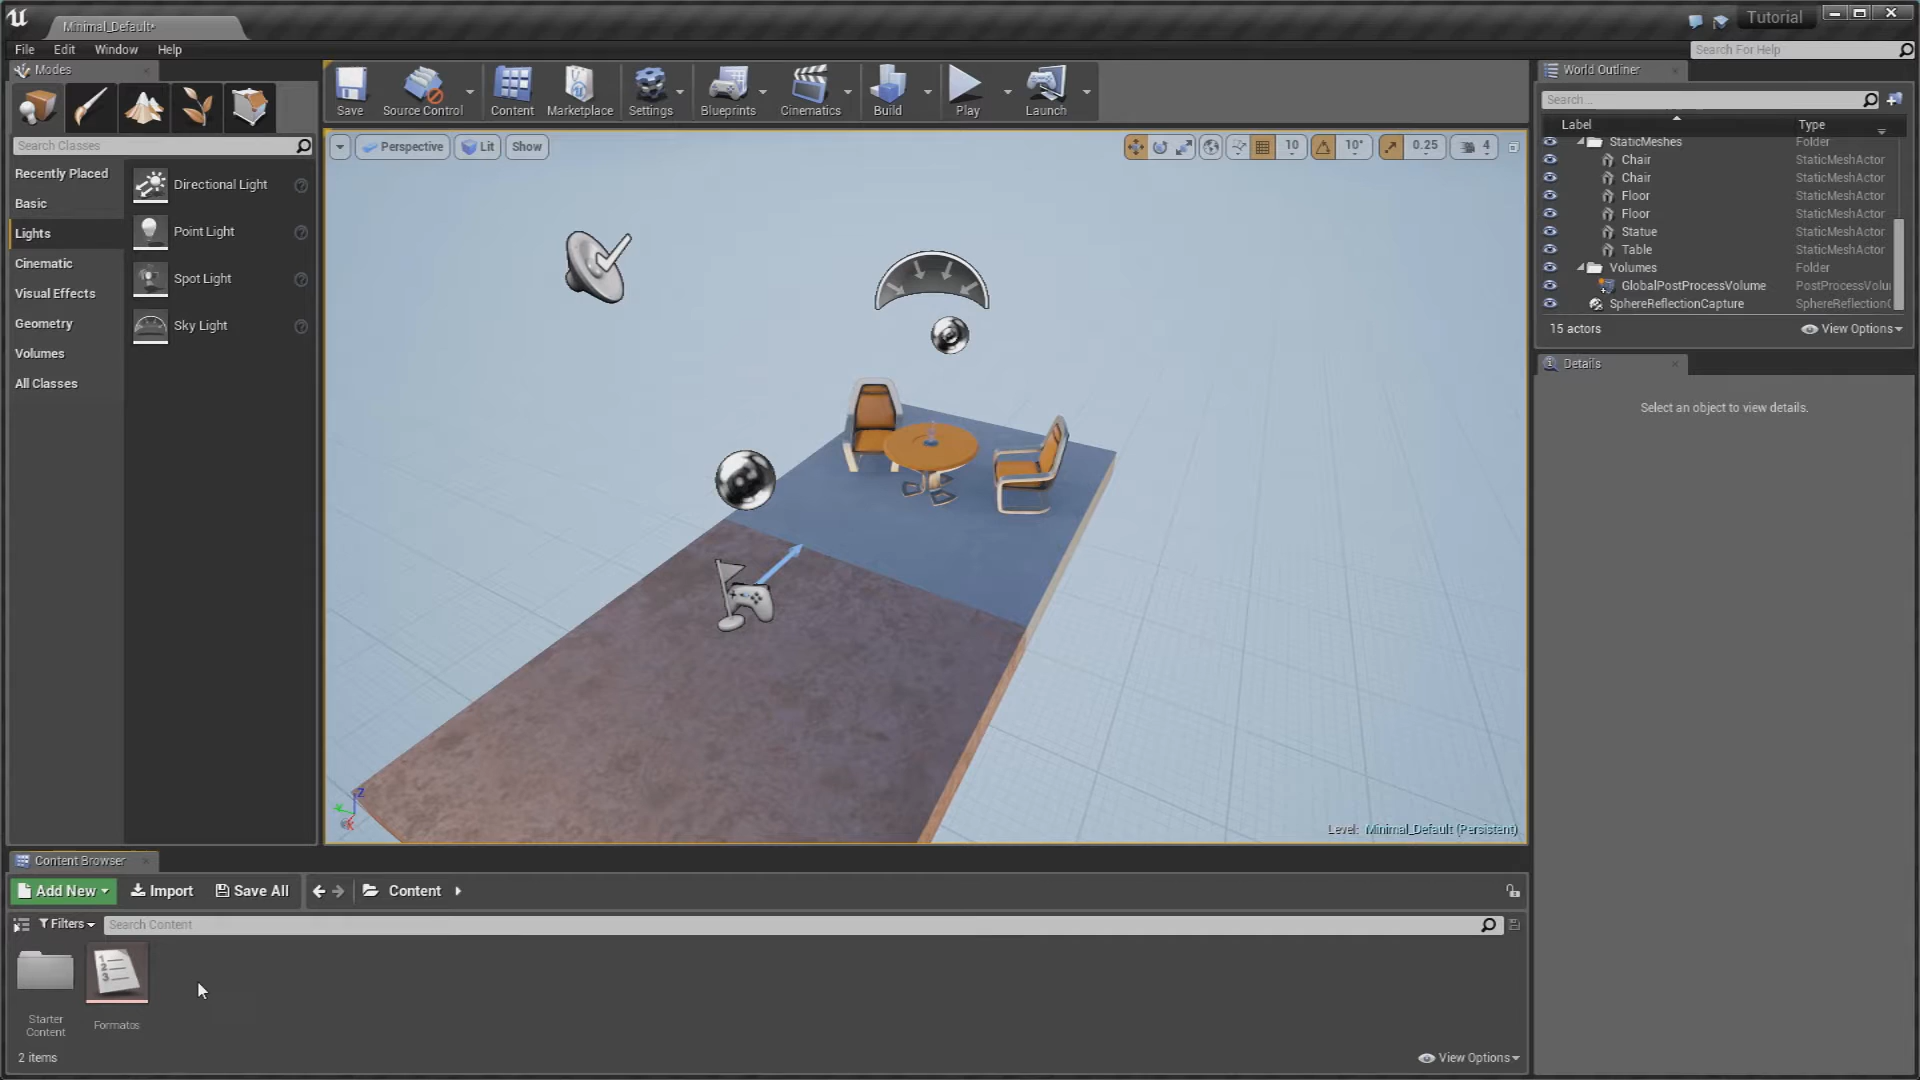 Minimal_Default*
Tutorial
File Edit Window Help
Search For Help
Modes
Save
Source Control
Content
Marketplace
Settings
Blueprints
Cinematics
Build
Play
Launch
Search Classes
Recently Placed
Basic
Lights
Cinematic
Visual Effects
Geometry
Volumes
All Classes
Directional Light
Point Light
Spot Light
Sky Light
Perspective
Lit
Show
10
10°
0.25
4
Level: Minimal_Default (Persistent)
World Outliner
Search...
Label Type
StaticMeshes Folder
Chair StaticMeshActor
Chair StaticMeshActor
Floor StaticMeshActor
Floor StaticMeshActor
Statue StaticMeshActor
Table StaticMeshActor
Volumes Folder
GlobalPostProcessVolume PostProcessVolu
SphereReflectionCapture SphereReflection
15 actors
View Options
Details
Select an object to view details.
Content Browser
Add New
Import
Save All
Content
Filters
Search Content
Starter
Content
1
2
3
Formatos
2 items
View Options